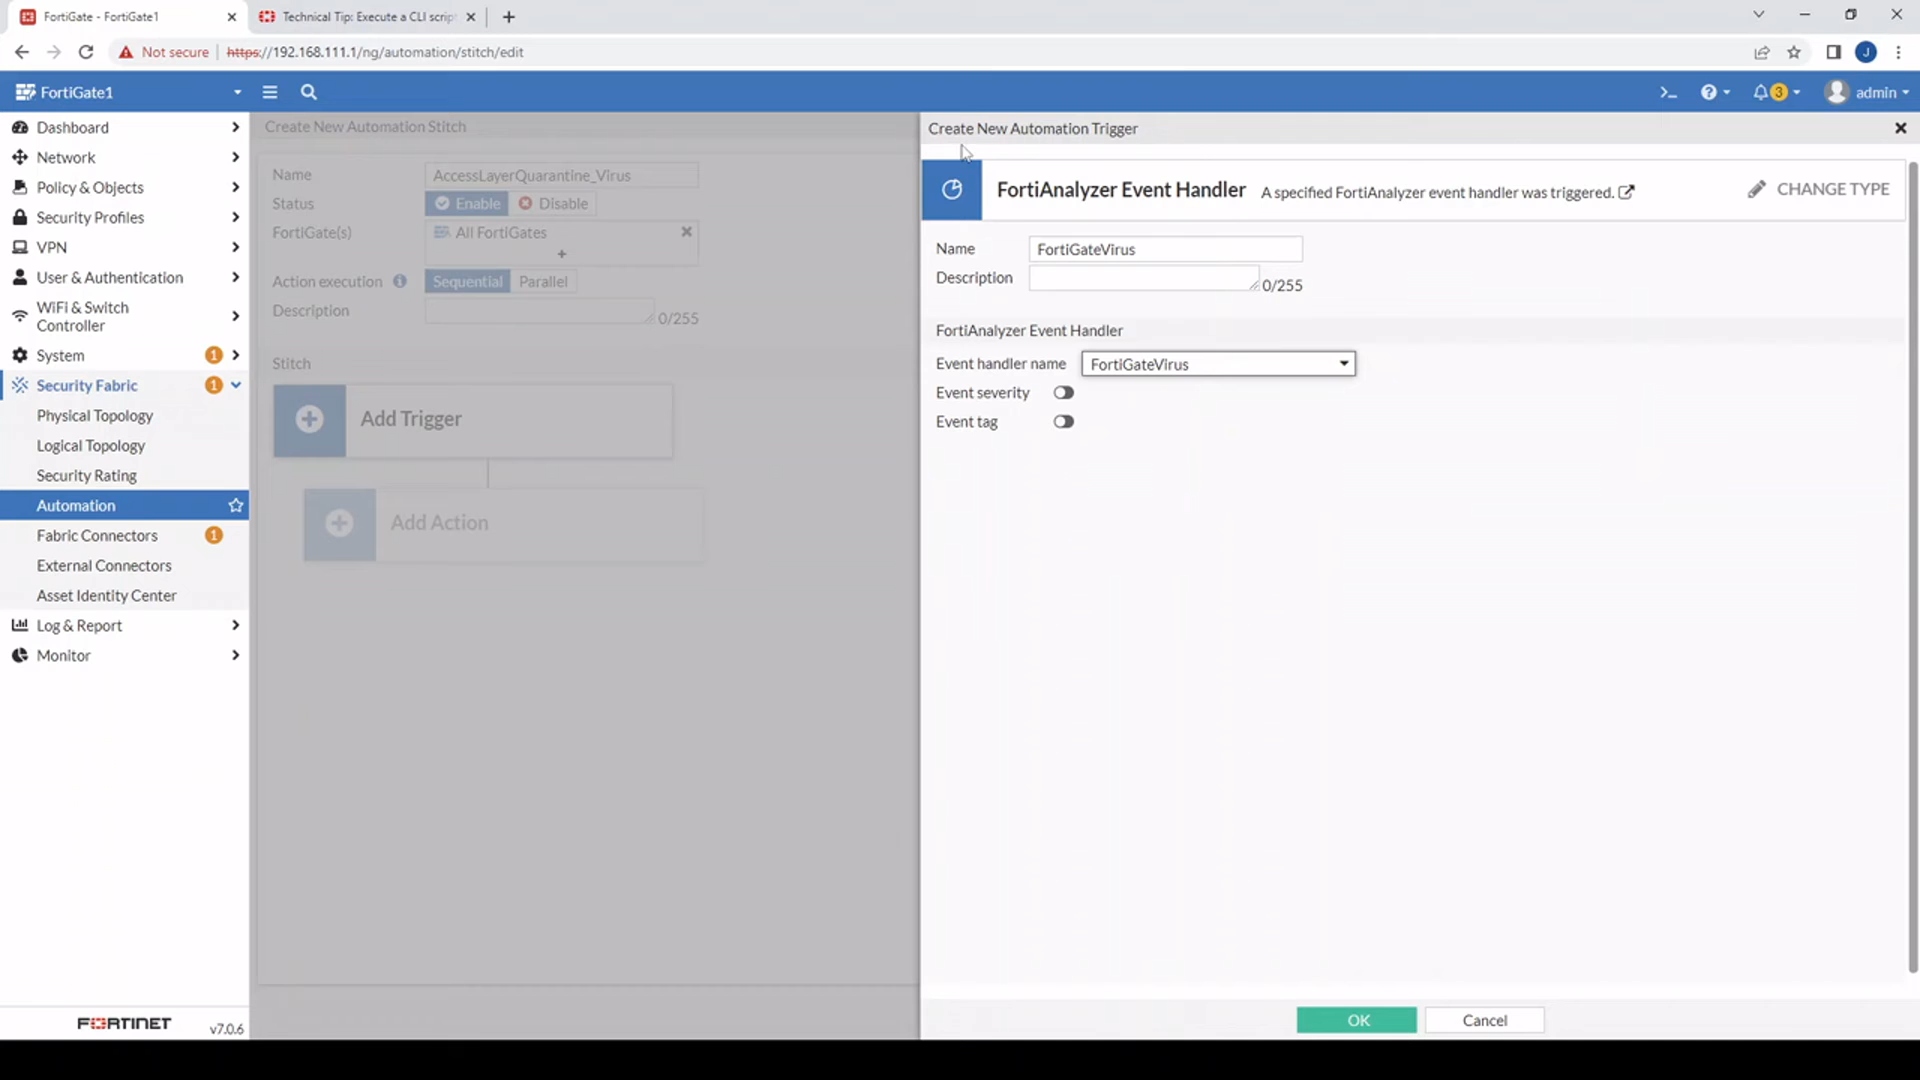 FortiGate - FortiGate1
Technical Tip: Execute a CLI script
Not secure
https://192.168.111.1/ng/automation/stitch/edit
J
FortiGate1
3
admin
Dashboard
Network
Policy & Objects
Security Profiles
VPN
User & Authentication
WiFi & Switch
Controller
System
1
Security Fabric
1
Physical Topology
Logical Topology
Security Rating
Automation
Fabric Connectors
1
External Connectors
Asset Identity Center
Log & Report
Monitor
FORTINET
v7.0.6
Create New Automation Stitch
Name
AccessLayerQuarantine_Virus
Status
Enable
Disable
FortiGate(s)
All FortiGates
Action execution
Sequential
Parallel
Description
0/255
Stitch
Add Trigger
Add Action
Create New Automation Trigger
FortiAnalyzer Event Handler
A specified FortiAnalyzer event handler was triggered.
CHANGE TYPE
Name
FortiGateVirus
Description
0/255
FortiAnalyzer Event Handler
Event handler name
FortiGateVirus
Event severity
Event tag
OK
Cancel